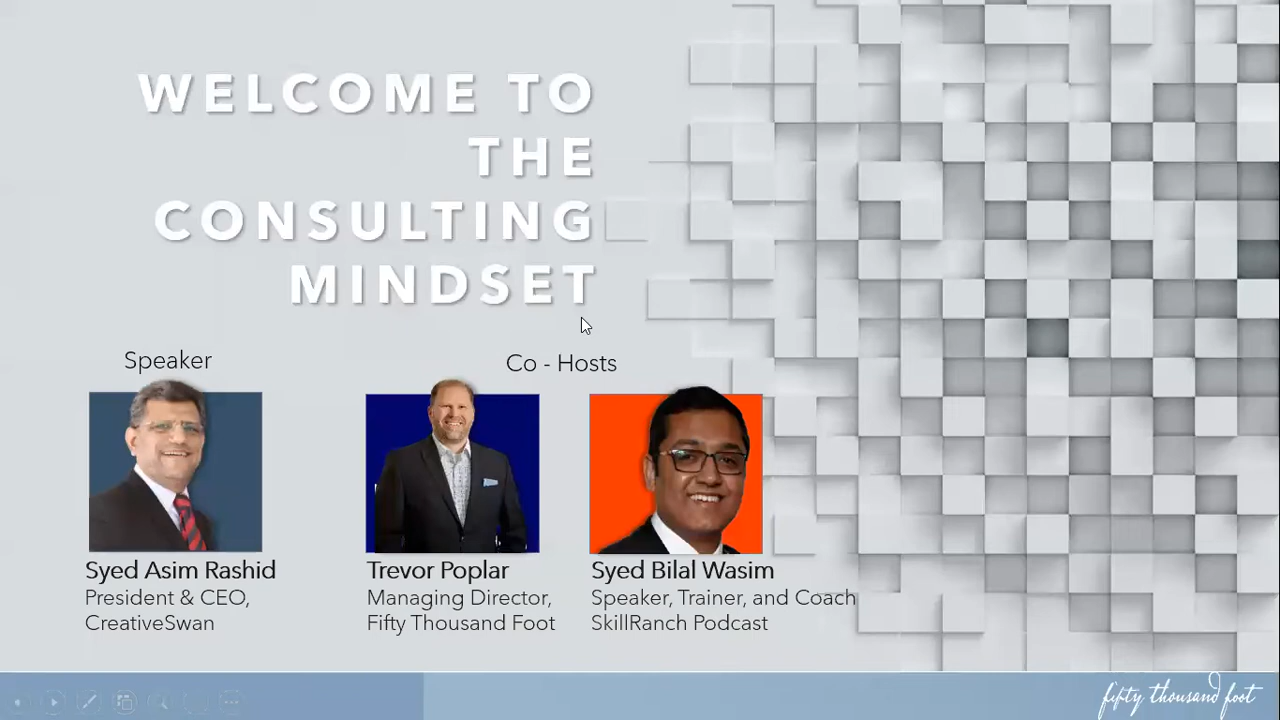 WELCOME TO
THE
CONSULTING
MINDSET
Speaker
Co - Hosts
Syed Asim Rashid
President & CEO,
CreativeSwan
Trevor Poplar
Managing Director,
Fifty Thousand Foot
Syed Bilal Wasim
Speaker, Trainer, and Coach
SkillRanch Podcast
fifty thousand foot